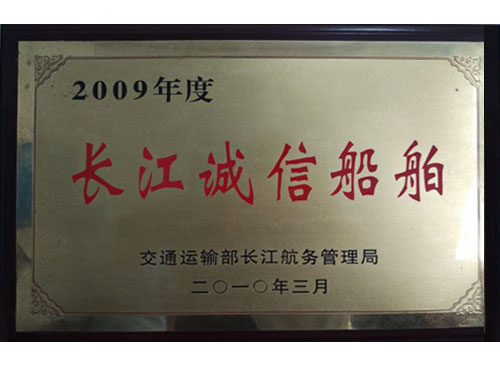 2009年度
长江诚信船舶
交通运输部长江航务管理局
二〇一〇年三月